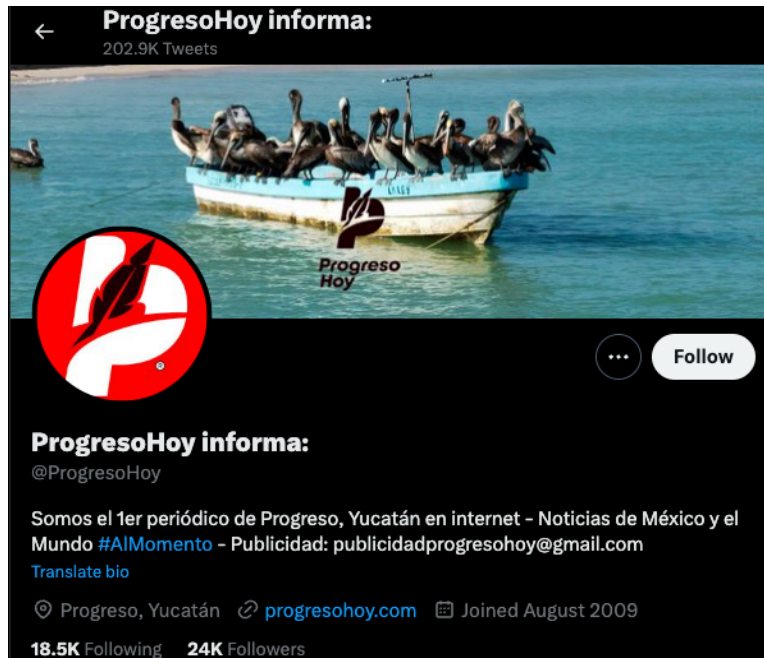 ProgresoHoy informa:
202.9K Tweets
Progreso
Hoy
Follow
ProgresoHoy informa:
@ProgresoHoy
Somos el 1er periódico de Progreso, Yucatán en internet - Noticias de México y el
Mundo #AlMomento - Publicidad: publicidadprogresohoy@gmail.com
Translate bio
Progreso, Yucatán progresohoy.com Joined August 2009
18.5K Following 24K Followers